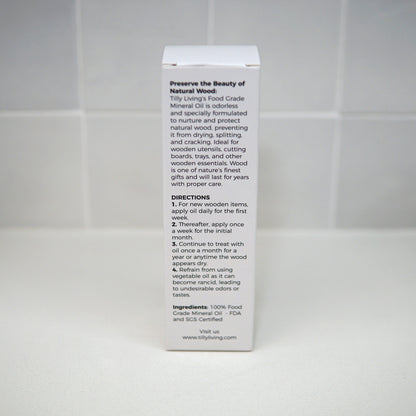 Preserve the Beauty of
Natural Wood:
Tilly Living's Food Grade
Mineral Oil is odorless
and specially formulated
to nurture and protect
natural wood, preventing
it from drying, splitting,
and cracking. Ideal for
wooden utensils, cutting
boards, trays, and other
wooden essentials. Wood
is one of nature's finest
gifts and will last for years
with proper care.
DIRECTIONS
1. For new wooden items,
apply oil daily for the first
week.
2. Thereafter, apply once
a week for the initial
month.
3. Continue to treat with
oil once a month for a
year or anytime the wood
appears dry.
4. Refrain from using
vegetable oil as it can
become rancid, leading
to undesirable odors or
tastes.
Ingredients: 100% Food
Grade Mineral Oil - FDA
and SGS Certified
Visit us
www.tillyliving.com